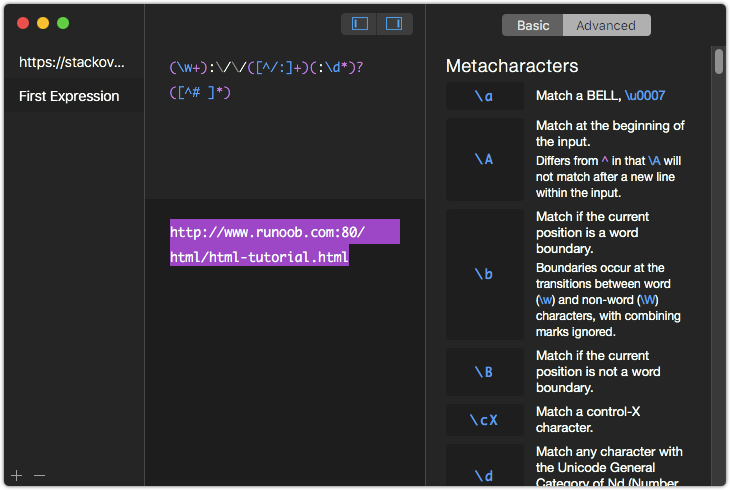 https://stackov...
First Expression
(\w+):\/\/([^/:]+)(:\d*)?
([^# ]*)
http://www.runoob.com:80/
html/html-tutorial.html
Basic
Advanced
Metacharacters
\a
Match a BELL, \u0007
\A
Match at the beginning of
the input.
Differs from ^ in that \A will
not match after a new line
within the input.
\b
Match if the current
position is a word
boundary.
Boundaries occur at the
transitions between word
(\w) and non-word (\W)
characters, with combining
marks ignored.
\B
Match if the current
position is not a word
boundary.
\cX
Match a control-X
character.
\d
Match any character with
the Unicode General
Category of Nd (Number